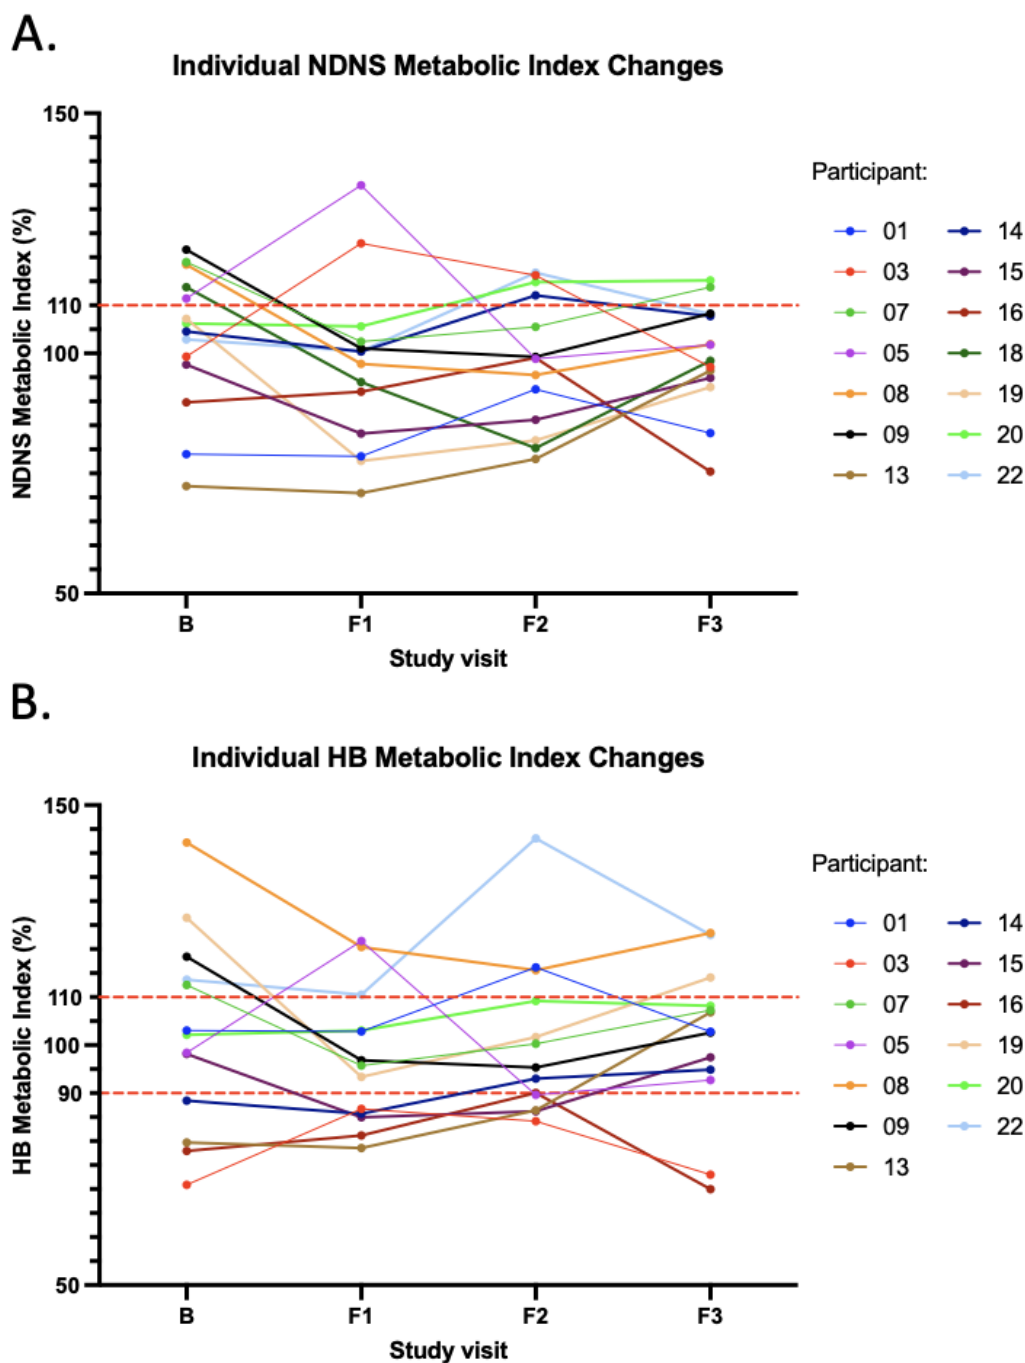 A.
Individual NDNS Metabolic Index Changes
150
110
100
50
NDNS Metabolic Index (%)
B F1 F2 F3
Study visit
Participant:
01 14
03 15
07 16
05 18
08 19
09 20
13 22
B.
Individual HB Metabolic Index Changes
150
110
100
90
50
HB Metabolic Index (%)
B F1 F2 F3
Study visit
Participant:
01 14
03 15
07 16
05 19
08 20
09 22
13